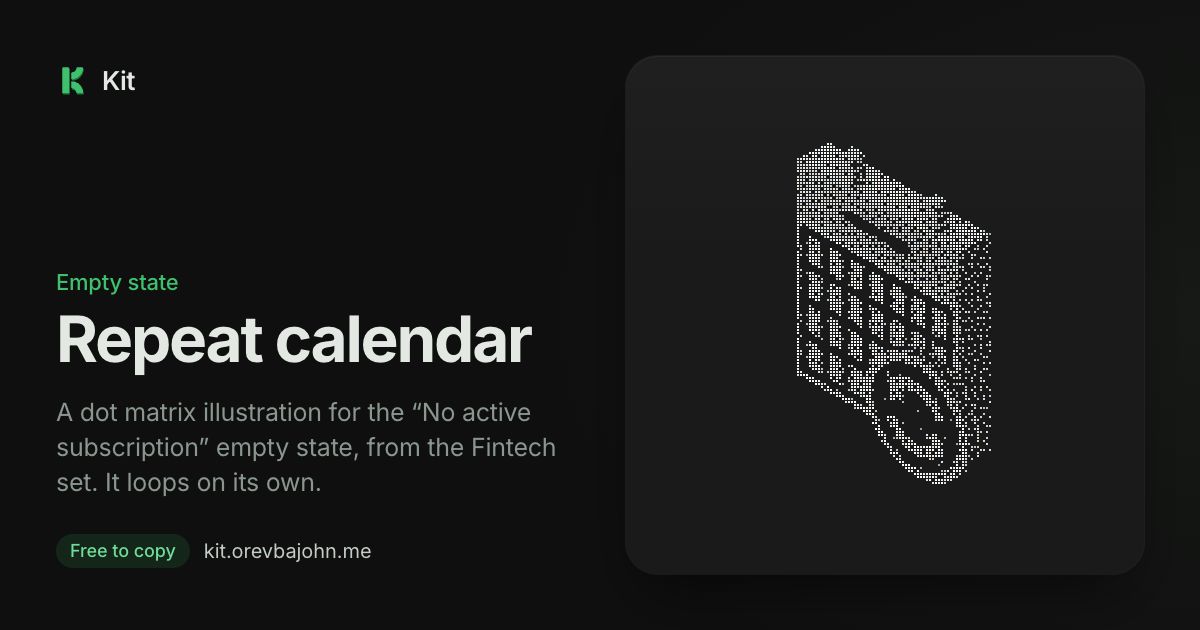 Kit
Empty state
Repeat calendar
A dot matrix illustration for the “No active
subscription” empty state, from the Fintech
set. It loops on its own.
Free to copy
kit.orevbajohn.me